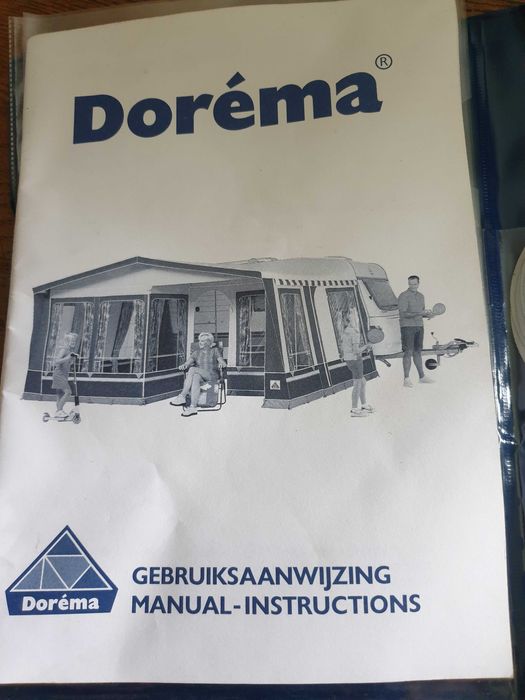 Doréma®
Doréma
GEBRUIKSAANWIJZING
MANUAL-INSTRUCTIONS